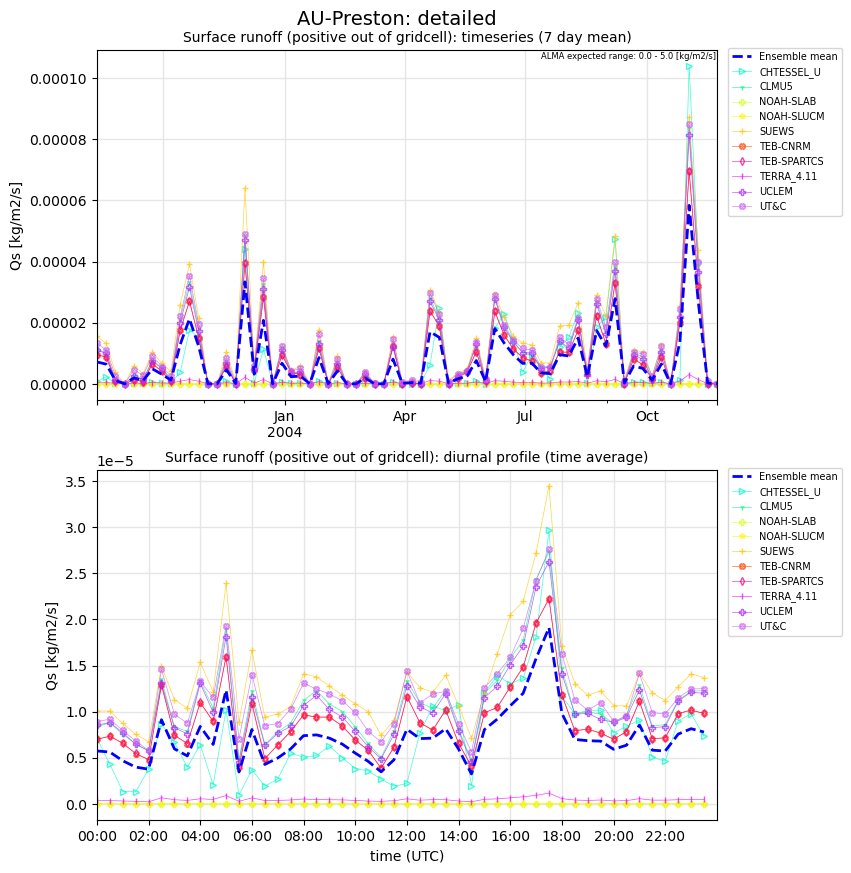 AU-Preston: detailed
Surface runoff (positive out of gridcell): timeseries (7 day mean)
ALMA expected range: 0.0 - 5.0 [kg/m2/s]
Qs [kg/m2/s]
0.00010
0.00008
0.00006
0.00004
0.00002
0.00000
Oct
Jan
2004
Apr
Jul
Oct
Ensemble mean
CHTESSEL_U
CLMU5
NOAH-SLAB
NOAH-SLUCM
SUEWS
TEB-CNRM
TEB-SPARTCS
TERRA_4.11
UCLEM
UT&C
Surface runoff (positive out of gridcell): diurnal profile (time average)
1e−5
Qs [kg/m2/s]
3.5
3.0
2.5
2.0
1.5
1.0
0.5
0.0
00:00
02:00
04:00
06:00
08:00
10:00
12:00
14:00
16:00
18:00
20:00
22:00
time (UTC)
Ensemble mean
CHTESSEL_U
CLMU5
NOAH-SLAB
NOAH-SLUCM
SUEWS
TEB-CNRM
TEB-SPARTCS
TERRA_4.11
UCLEM
UT&C